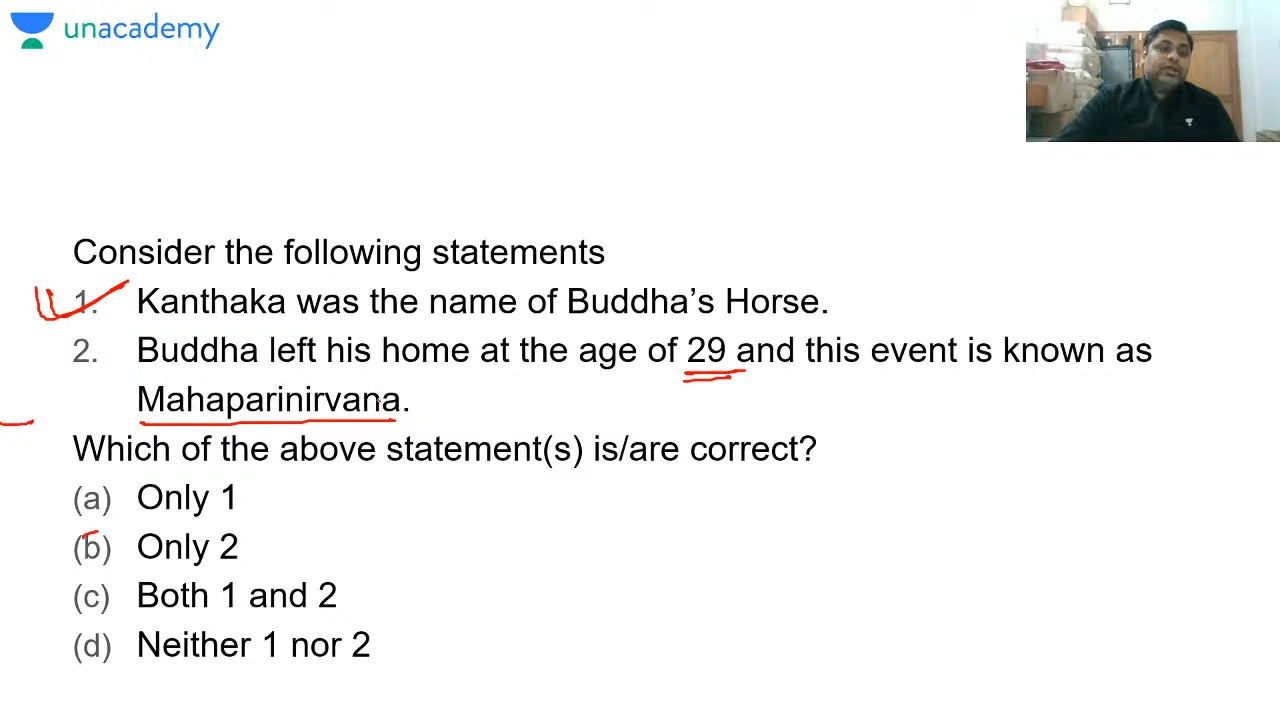 unacademy
Consider the following statements
1. Kanthaka was the name of Buddha’s Horse.
2. Buddha left his home at the age of 29 and this event is known as
Mahaparinirvana.
Which of the above statement(s) is/are correct?
(a) Only 1
(b) Only 2
(c) Both 1 and 2
(d) Neither 1 nor 2